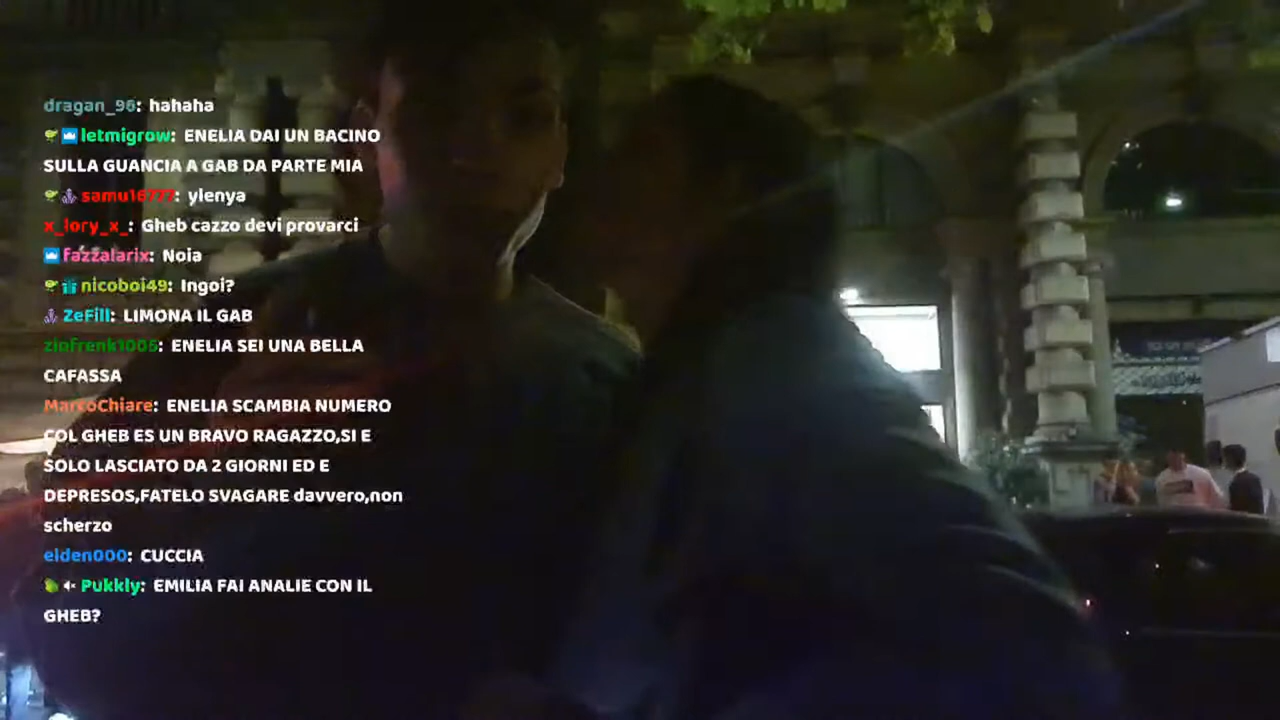 dragan_96: hahaha
letmigrow: ENELIA DAI UN BACINO
SULLA GUANCIA A GAB DA PARTE MIA
samu16777: ylenya
x_lory_x_: Gheb cazzo devi provarci
fazzalarix: Noia
nicoboi49: Ingoi?
ZeFill: LIMONA IL GAB
ziofrenk1005: ENELIA SEI UNA BELLA
CAFASSA
MarcoChiare: ENELIA SCAMBIA NUMERO
COL GHEB ES UN BRAVO RAGAZZO,SI E
SOLO LASCIATO DA 2 GIORNI ED E
DEPRESOS,FATELO SVAGARE davvero,non
scherzo
elden000: CUCCIA
Pukkly: EMILIA FAI ANALIE CON IL
GHEB?